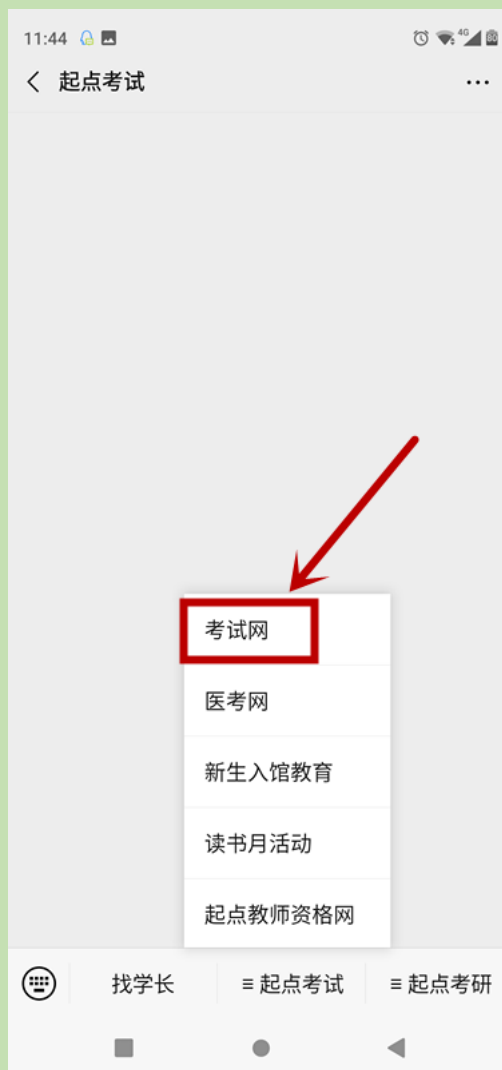 11:44
4G
起点考试
考试网
医考网
新生入馆教育
读书月活动
起点教师资格网
找学长
≡ 起点考试
≡ 起点考研